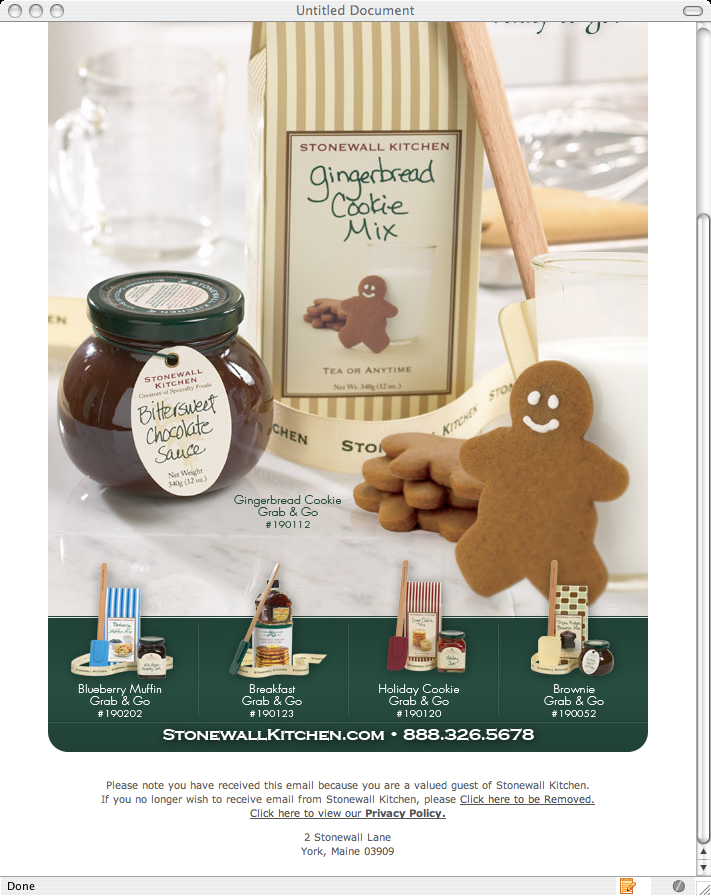 Untitled Document
STONEWALL KITCHEN
gingerbread
Cookie
Mix
TEA OR ANYTIME
Net Wt. 340g (12 oz.)
STONEWALL
KITCHEN
Creators of Specialty Foods
Bittersweet
Chocolate
Sauce
Net Weight
340g (12 oz.)
Gingerbread Cookie
Grab & Go
#190112
Blueberry Muffin
Grab & Go
#190202
Breakfast
Grab & Go
#190123
Holiday Cookie
Grab & Go
#190120
Brownie
Grab & Go
#190052
STONEWALLKITCHEN.COM • 888.326.5678
Please note you have received this email because you are a valued guest of Stonewall Kitchen.
If you no longer wish to receive email from Stonewall Kitchen, please Click here to be Removed.
Click here to view our Privacy Policy.
2 Stonewall Lane
York, Maine 03909
Done